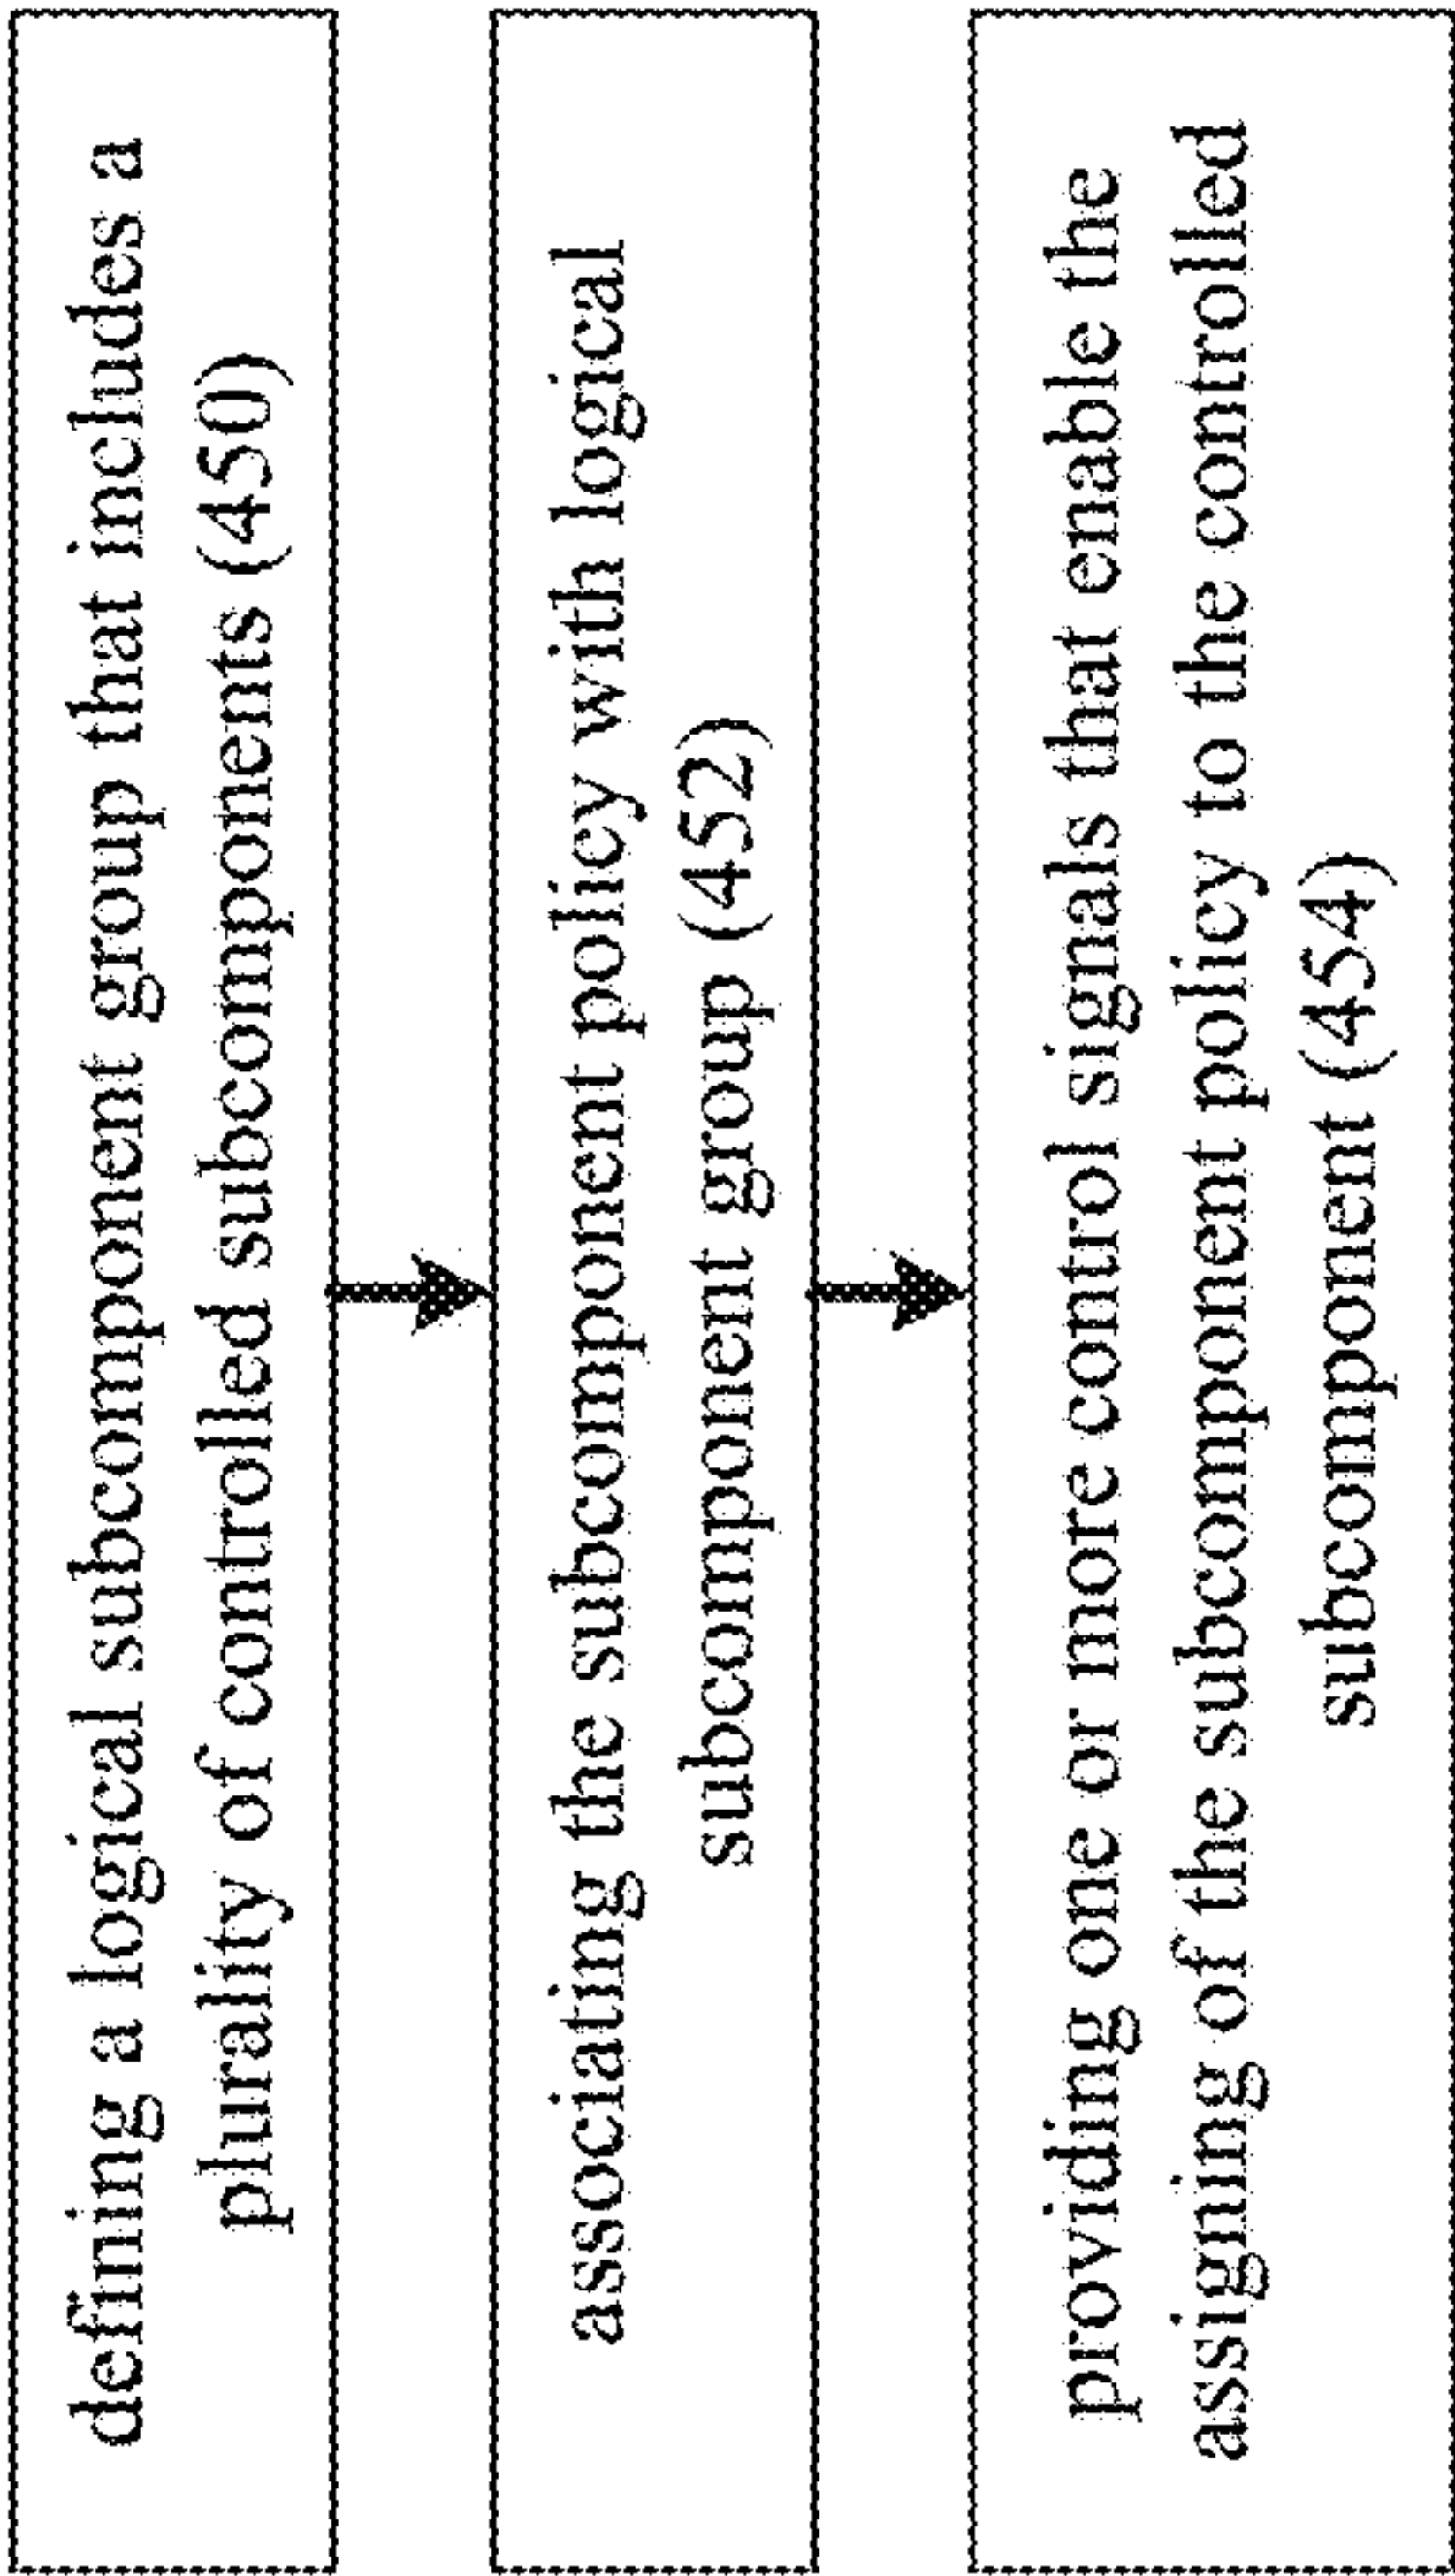 defining a logical subcomponent group that includes a
plurality of controlled subcomponents (450)
associating the subcomponent policy with logical
subcomponent group (452)
providing one or more control signals that enable the
assigning of the subcomponent policy to the controlled
subcomponent (454)